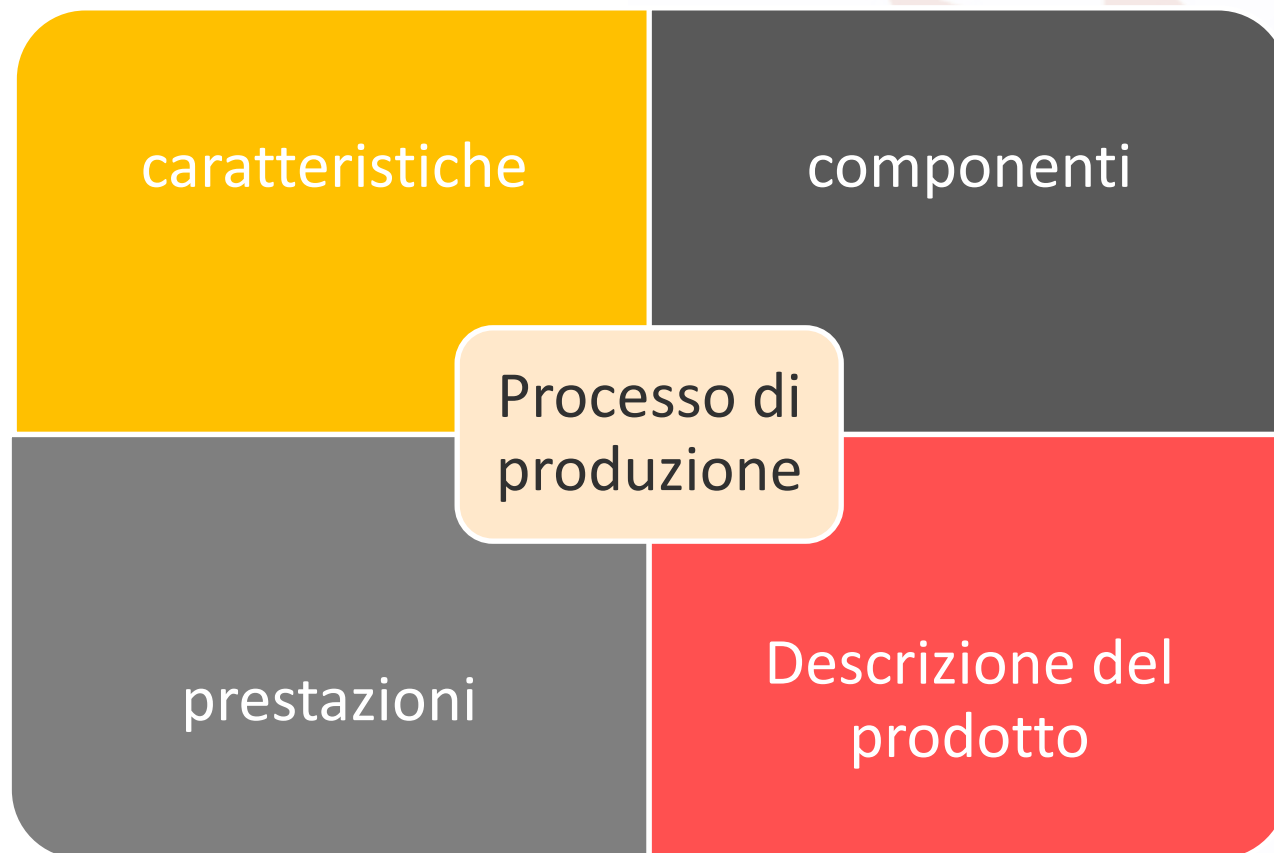 caratteristiche
componenti
Processo di
produzione
prestazioni
Descrizione del
prodotto